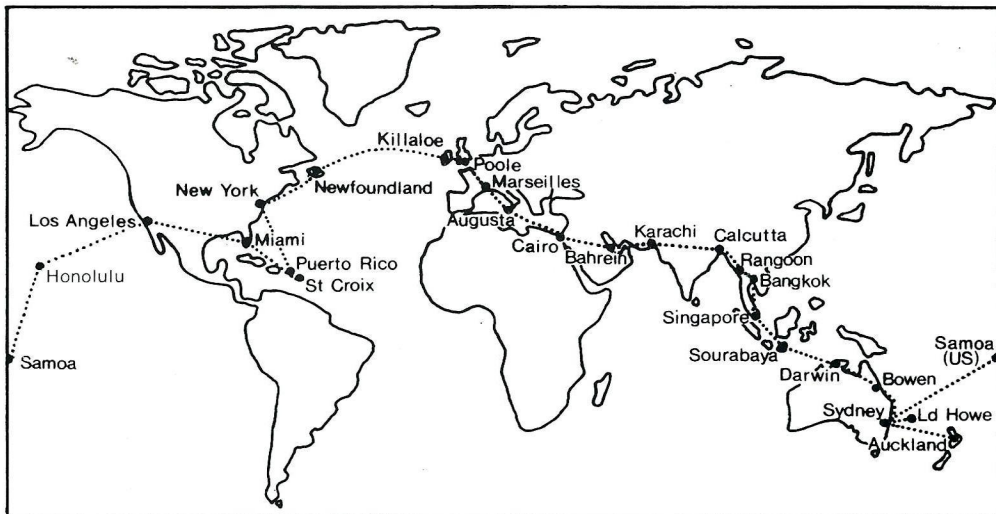 Killaloe
Poole
New York
Newfoundland
Marseilles
Los Angeles
Augusta
Miami
Cairo
Karachi
Calcutta
Bahrein
Rangoon
Honolulu
Puerto Rico
Bangkok
St Croix
Singapore
Samoa
Sourabaya
Samoa
(US)
Darwin
Bowen
Sydney
Ld Howe
Auckland